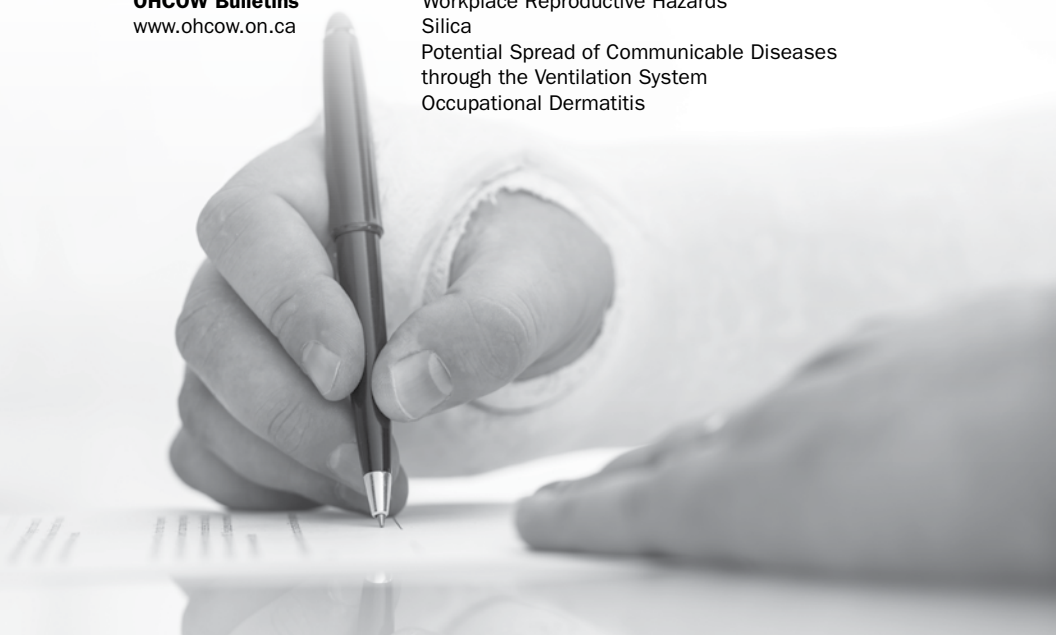 OHCOW Bulletins
www.ohcow.on.ca
Workplace Reproductive Hazards
Silica
Potential Spread of Communicable Diseases
through the Ventilation System
Occupational Dermatitis